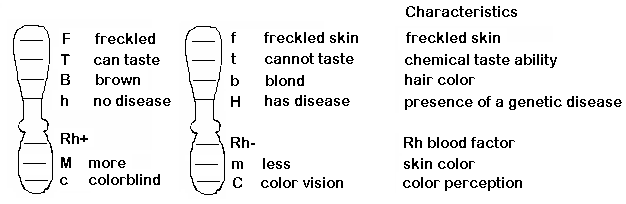 Characteristics
F freckled f freckled skin freckled skin
T can taste t cannot taste chemical taste ability
B brown b blond hair color
h no disease H has disease presence of a genetic disease
Rh+ Rh- Rh blood factor
M more m less skin color
c colorblind C color vision color perception